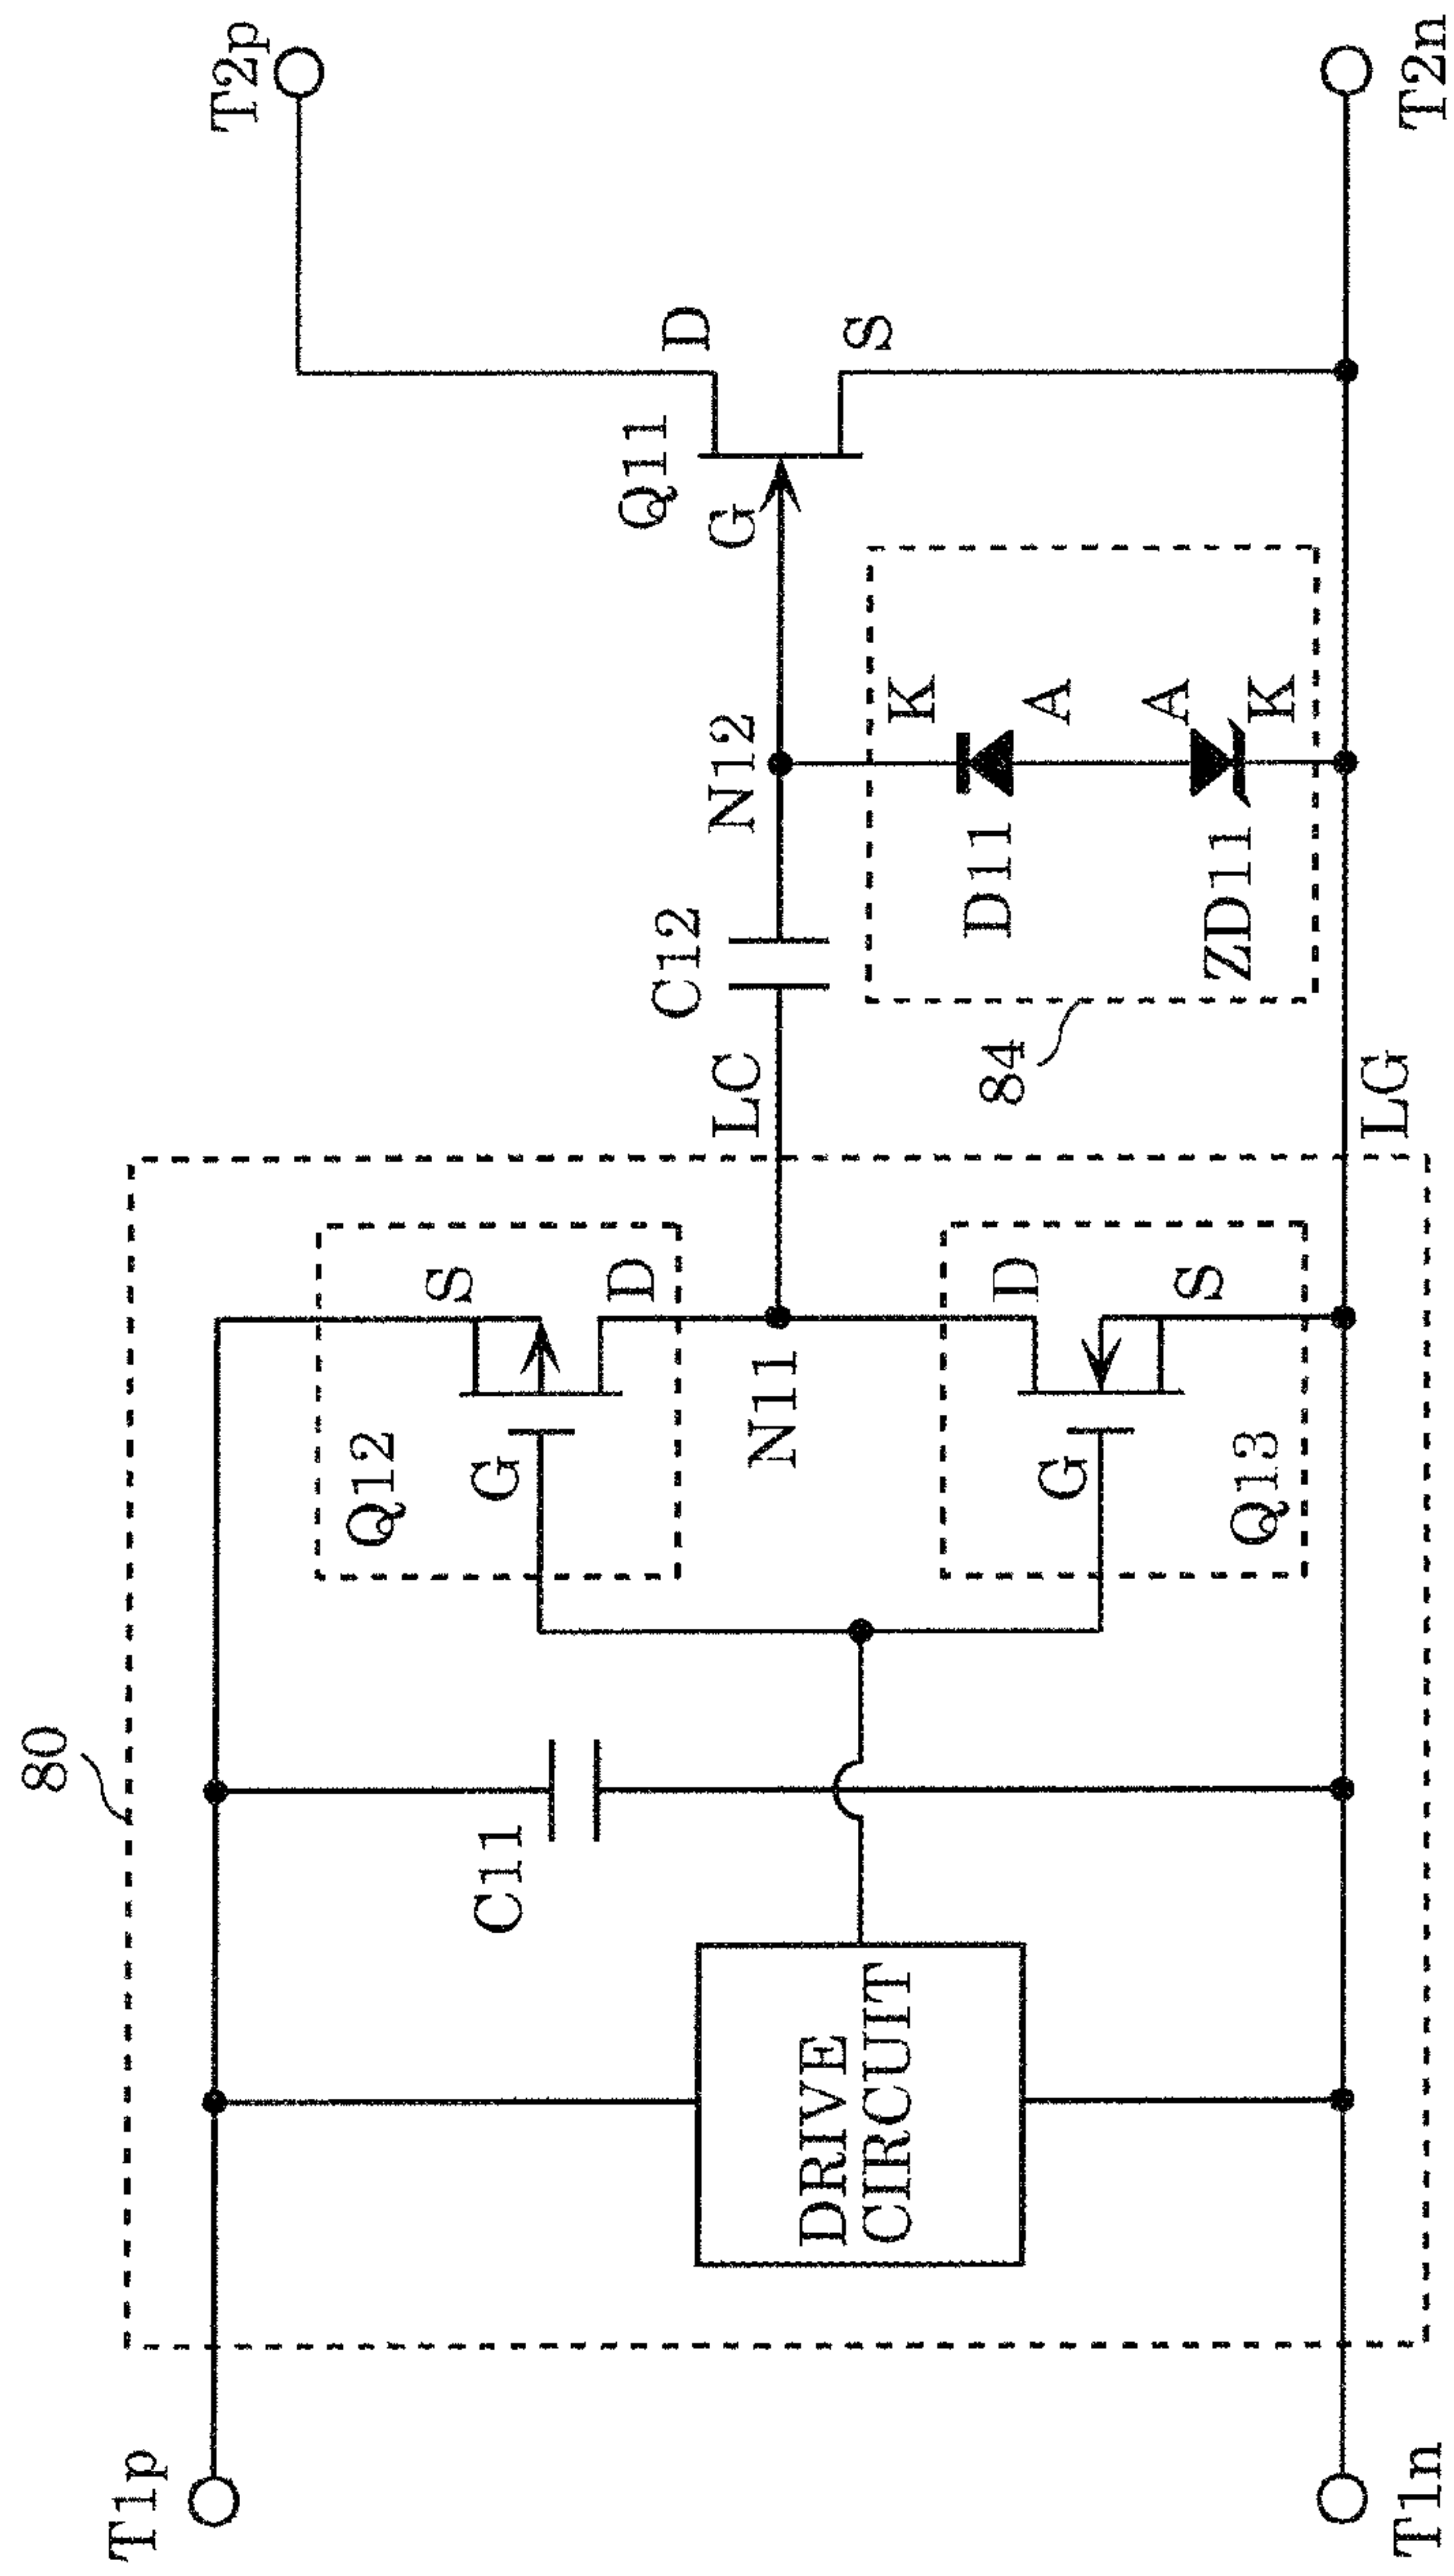 80
T1p
T2p
C11
Q12
G
S
D
N11
LC
C12
N12
Q11
G
D
S
DRIVE
CIRCUIT
G
D
S
Q13
84
D11
K
A
ZD11
A
K
LG
T1n
T2n